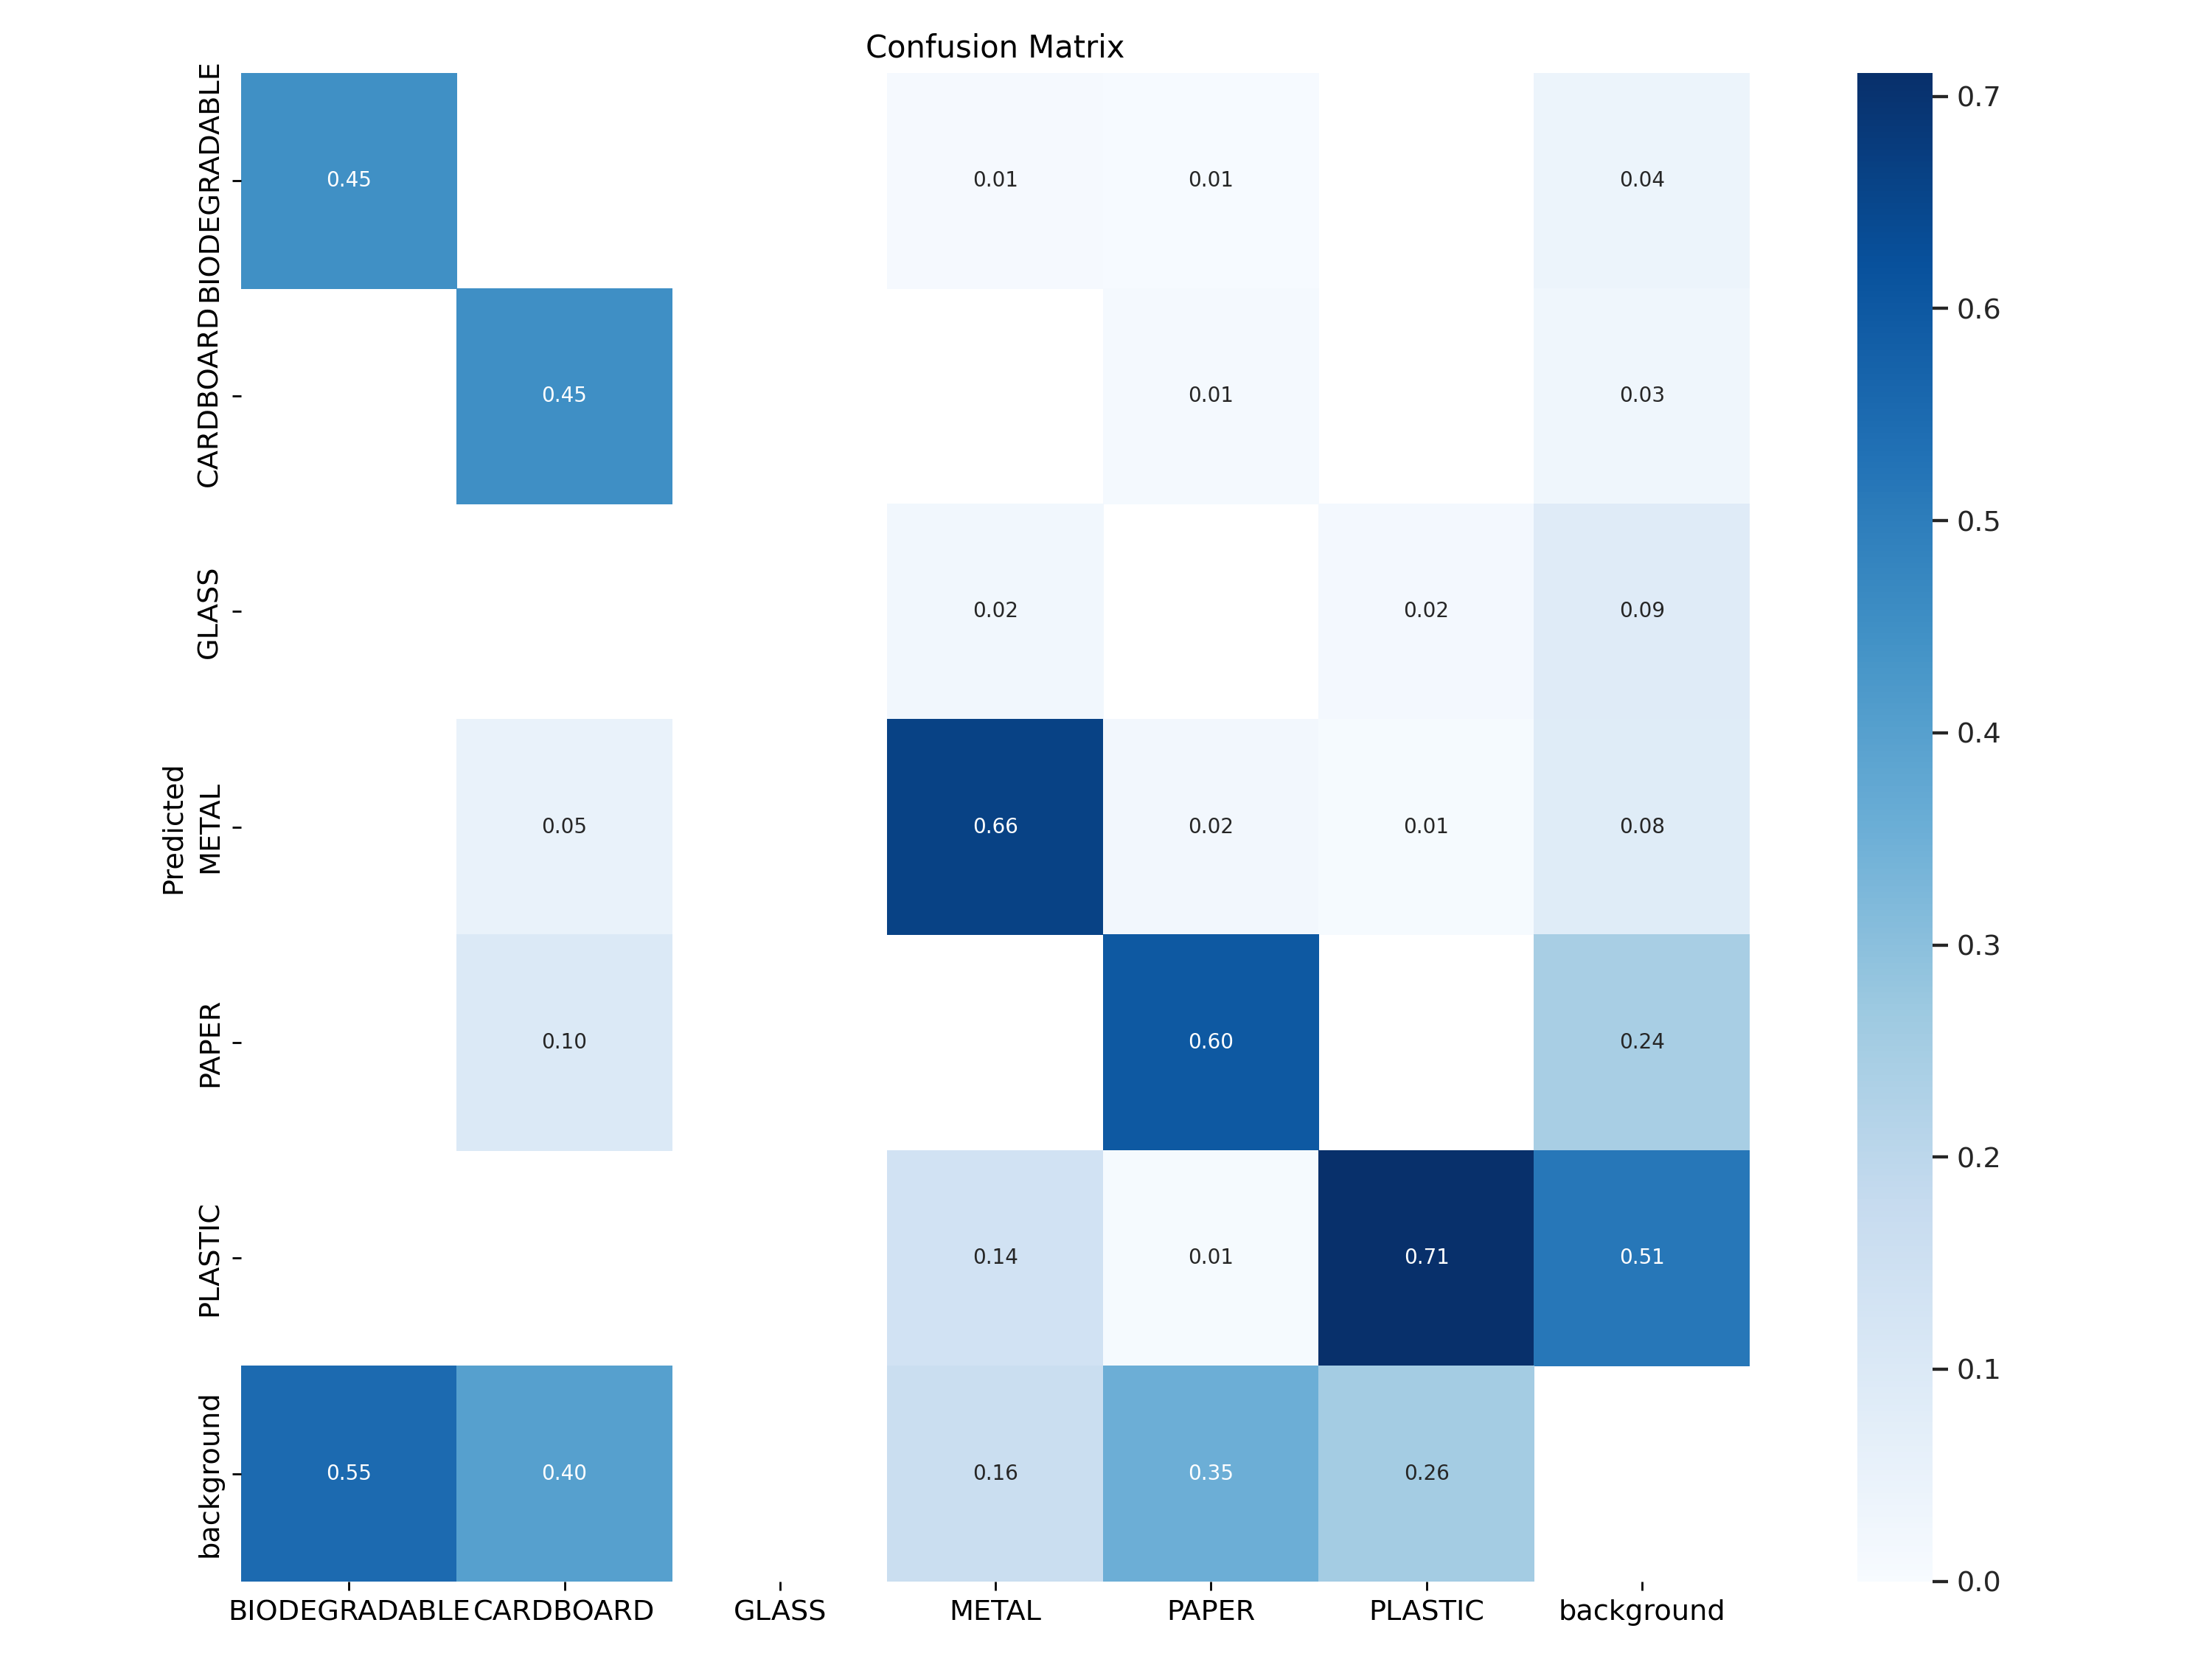 Confusion Matrix
BIODEGRADABLE 0.45 0.01 0.01 0.04
CARDBOARD 0.45 0.01 0.03
GLASS 0.02 0.02 0.09
Predicted
METAL 0.05 0.66 0.02 0.01 0.08
PAPER 0.10 0.60 0.24
PLASTIC 0.14 0.01 0.71 0.51
background 0.55 0.40 0.16 0.35 0.26
BIODEGRADABLE CARDBOARD GLASS METAL PAPER PLASTIC background
0.7
0.6
0.5
0.4
0.3
0.2
0.1
0.0